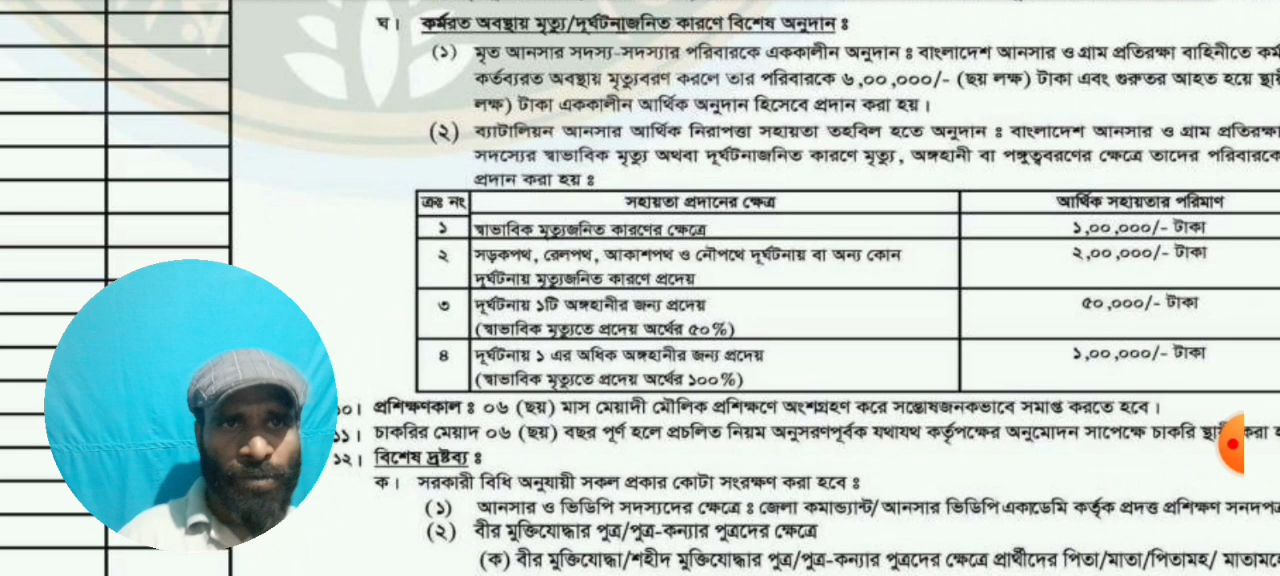 ঘ। কর্মরত অবস্থায় মৃত্যু/দূর্ঘটনাজনিত কারণে বিশেষ অনুদান ঃ
(১) মৃত আনসার সদস্য-সদস্যার পরিবারকে এককালীন অনুদান ঃ বাংলাদেশ আনসার ও গ্রাম প্রতিরক্ষা বাহিনীতে
কর্তব্যরত অবস্থায় মৃত্যুবরণ করলে তার পরিবারকে ৬,০০,০০০/- (ছয় লক্ষ) টাকা এবং গুরুতর আহত হয়ে
লক্ষ) টাকা এককালীন আর্থিক অনুদান হিসেবে প্রদান করা হয়।
(২) ব্যাটালিয়ন আনসার আর্থিক নিরাপত্তা সহায়তা তহবিল হতে অনুদান ঃ বাংলাদেশ আনসার ও গ্রাম প্রতিরক্ষা
সদস্যের স্বাভাবিক মৃত্যু অথবা দূর্ঘটনাজনিত কারণে মৃত্যু, অঙ্গহানী বা পঙ্গুত্ববরণের ক্ষেত্রে তাদের পরিবারকে
প্রদান করা হয় ঃ
ক্রঃ নং সহায়তা প্রদানের ক্ষেত্র আর্থিক সহায়তার পরিমাণ
১ স্বাভাবিক মৃত্যুজনিত কারণের ক্ষেত্রে ১,০০,০০০/- টাকা
২ সড়কপথ, রেলপথ, আকাশপথ ও নৌপথে দূর্ঘটনায় বা অন্য কোন ২,০০,০০০/- টাকা
দূর্ঘটনায় মৃত্যুজনিত কারণে প্রদেয়
৩ দূর্ঘটনায় ১টি অঙ্গহানীর জন্য প্রদেয় ৫০,০০০/- টাকা
(স্বাভাবিক মৃত্যুতে প্রদেয় অর্থের ৫০%)
৪ দূর্ঘটনায় ১ এর অধিক অঙ্গহানীর জন্য প্রদেয় ১,০০,০০০/- টাকা
(স্বাভাবিক মৃত্যুতে প্রদেয় অর্থের ১০০%)
১০। প্রশিক্ষণকাল ঃ ০৬ (ছয়) মাস মেয়াদী মৌলিক প্রশিক্ষণে অংশগ্রহণ করে সন্তোষজনকভাবে সমাপ্ত করতে হবে।
১১। চাকরির মেয়াদ ০৬ (ছয়) বছর পূর্ণ হলে প্রচলিত নিয়ম অনুসরণপূর্বক যথাযথ কর্তৃপক্ষের অনুমোদন সাপেক্ষে চাকরি করা
১২। বিশেষ দ্রষ্টব্য ঃ
ক। সরকারী বিধি অনুযায়ী সকল প্রকার কোটা সংরক্ষণ করা হবে ঃ
(১) আনসার ও ভিডিপি সদস্যদের ক্ষেত্রে ঃ জেলা কমান্ড্যান্ট/আনসার ভিডিপি একাডেমি কর্তৃক প্রদত্ত প্রশিক্ষণ
(২) বীর মুক্তিযোদ্ধার পুত্র/পুত্র-কন্যার পুত্রদের ক্ষেত্রে
(ক) বীর মুক্তিযোদ্ধা/শহীদ মুক্তিযোদ্ধার পুত্র/পুত্র-কন্যার পুত্রদের ক্ষেত্রে প্রার্থীদের পিতা/মাতা/পিতামহ/